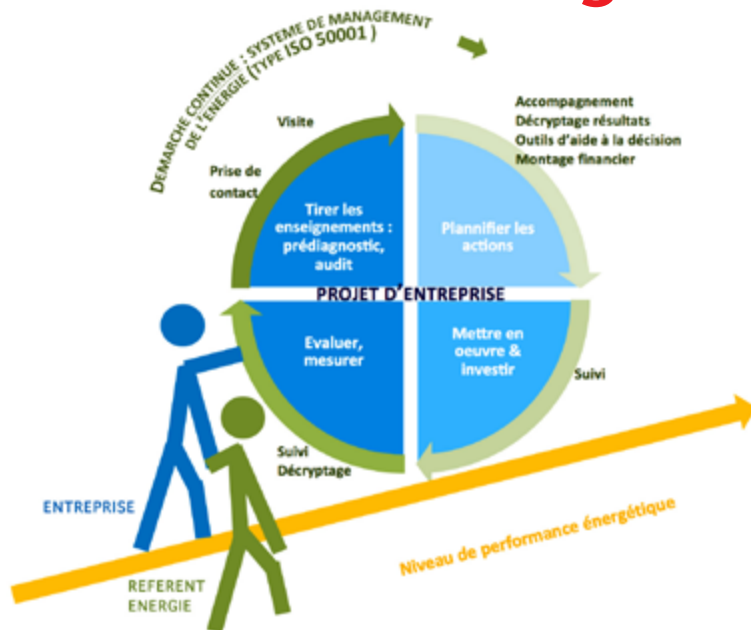 DEMARCHE CONTINUE : SYSTEME DE MANAGEMENT
DE L'ENERGIE (TYPE ISO 50001 )
Visite
Prise de
contact
Accompagnement
Décryptage résultats
Outils d'aide à la décision
Montage financier
Tirer les
enseignements :
prédiagnostic,
audit
Plannifier les
actions
PROJET D'ENTREPRISE
Evaluer,
mesurer
Mettre en
oeuvre &
investir
Suivi
Suivi
Décryptage
ENTREPRISE
REFERENT
ENERGIE
Niveau de performance énergétique